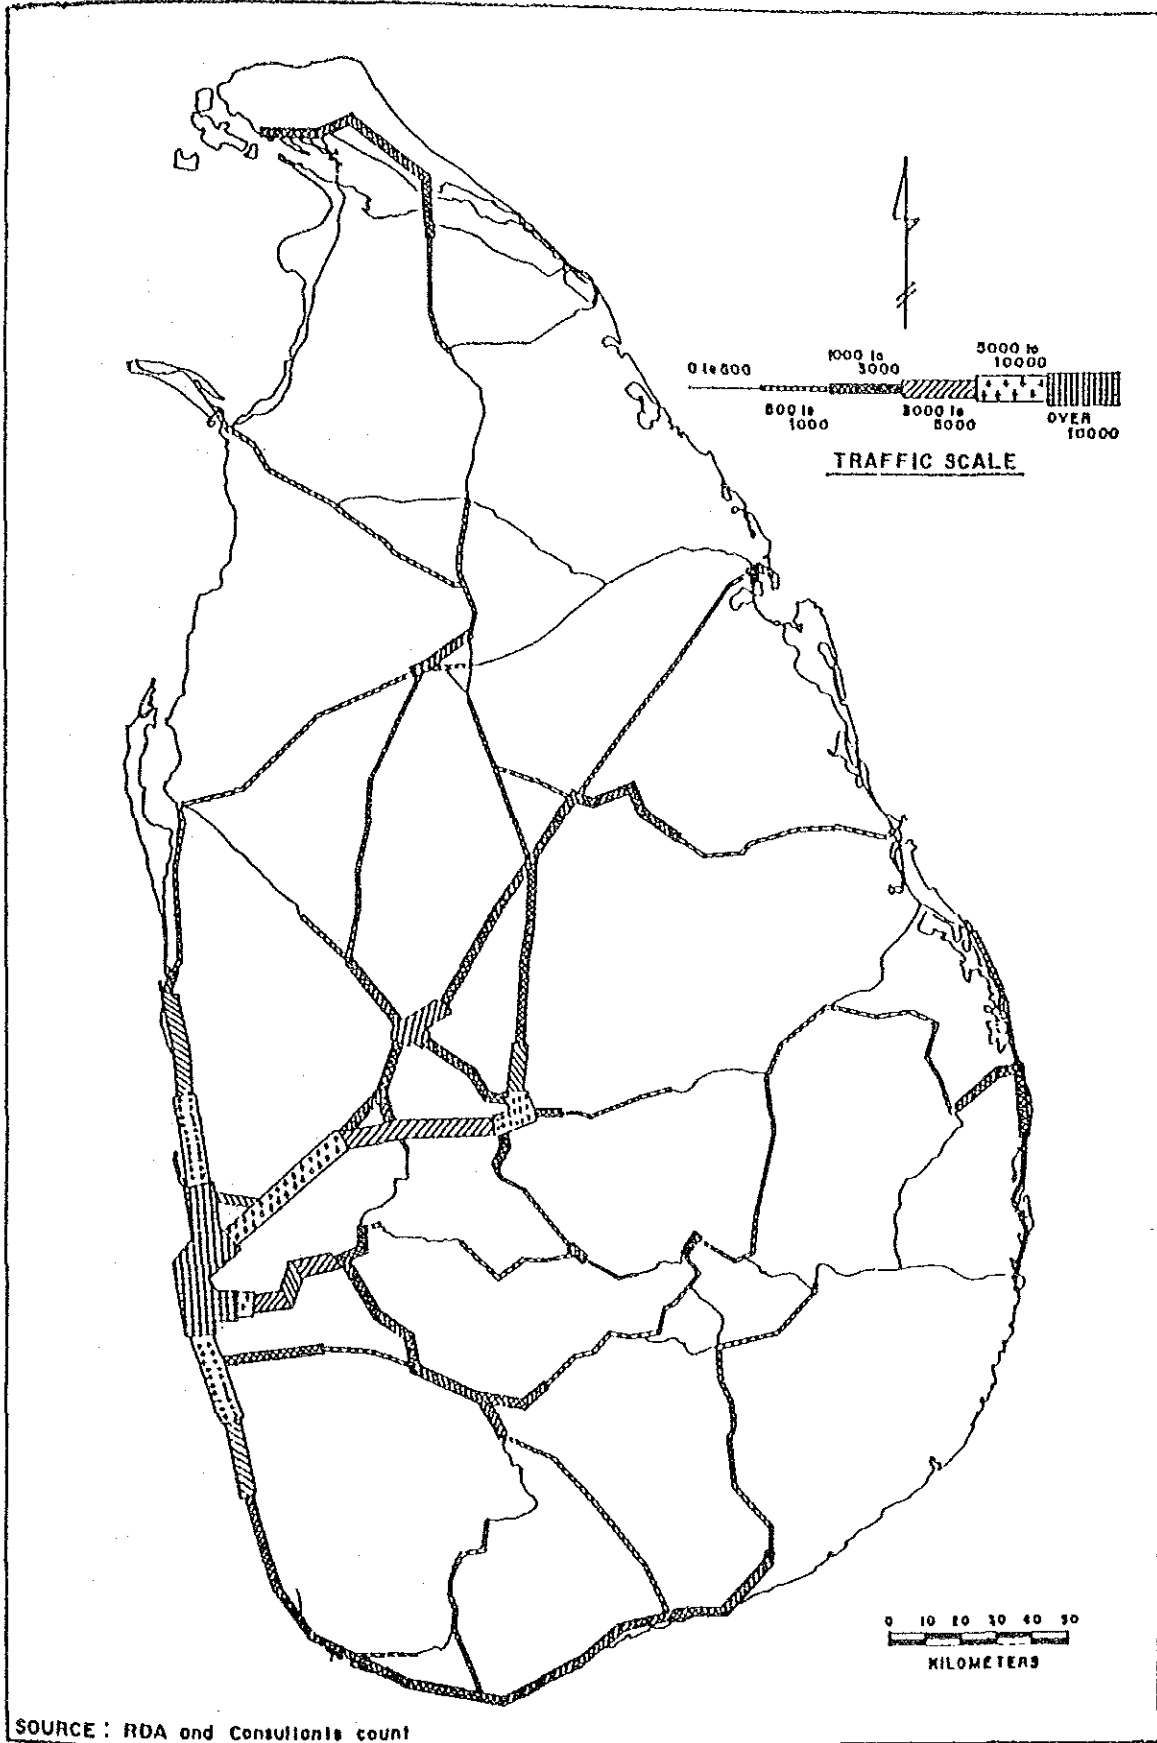 0 to 500
1000 to
3000
5000 to
10000
500 to
1000
3000 to
5000
OVER
10000
TRAFFIC SCALE
0 10 20 30 40 50
KILOMETERS
SOURCE : RDA and Consultants count